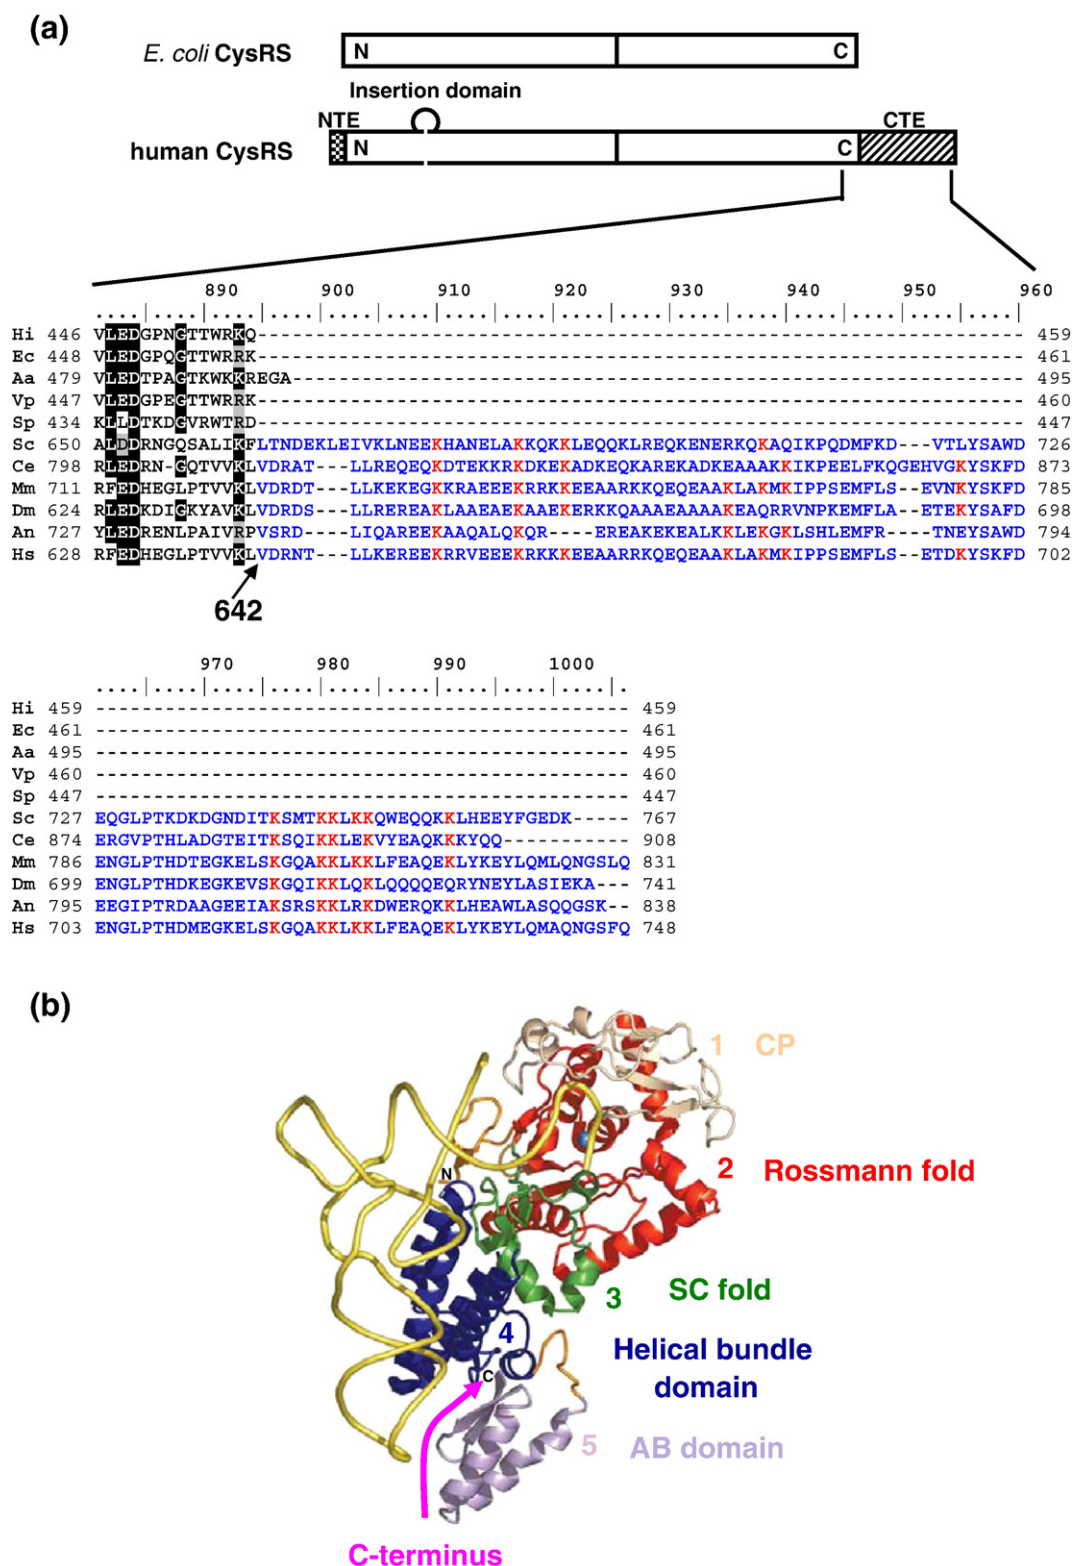 (a)
E. coli CysRS
N
C
Insertion domain
NTE
CTE
human CysRS
N
C
890 900 910 920 930 940 950 960
Hi 446 VLEDGPNGTTWRKQ------------------------------------------------------------------ 459
Ec 448 VLEDGPQGTTWRRK------------------------------------------------------------------ 461
Aa 479 VLEDTPAGTKWKKREGA--------------------------------------------------------------- 495
Vp 447 VLEDGPEGTTWRRK------------------------------------------------------------------ 460
Sp 434 KLLDTKDGVRWTRD------------------------------------------------------------------ 447
Sc 650 ALDDRNGQSALIKFLTNDEKLEIVKLNEEKHANELAKKQKKLEQQKLREQKENERKQKAQIKPQDMFKD---VTLYSAWD 726
Ce 798 RLEDRN-GQTVVKLVDRAT---LLREQEQKDTEKKRKDKEKADKEQKAREKADKEAAAKKIKPEELFKQGEHVGKYSKFD 873
Mm 711 RFEDHEGLPTVVKLVDRDT---LLKEKEGKKRAEEEKRRKKEEAARKKQEQEAAKLAKMKIPPSEMFLS--EVNKYSKFD 785
Dm 624 RLEDKDIGKYAVKLVDRDS---LLREREAKLAAEAEKAAEKERKKQAAAEAAAKEAQRRVNPKEMFLA--ETEKYSKFD 698
An 727 YLEDRENLPAIVRPVSRD----LIQAREEKAAQALQKQR----EREAKEKEALKLEKGKLSHLEMFR---TNEYSAWD 794
Hs 628 RFEDHEGLPTVVKLVDRNT---LLKEREEKRRVEEEKRKKKEEAARRKQEQEAAKLAKMKIPPSEMFLS--ETDKYSKFD 702
642
970 980 990 1000
Hi 459 ---------------------------------------------- 459
Ec 461 ---------------------------------------------- 461
Aa 495 ---------------------------------------------- 495
Vp 460 ---------------------------------------------- 460
Sp 447 ---------------------------------------------- 447
Sc 727 EQGLPTKDKDGNDITKSMTKKLKKQWEQQKKLHEEYFGEDK----- 767
Ce 874 ERGVPTHLADGTEITKSQIKKLEKVYEAQKKKYQQ----------- 908
Mm 786 ENGLPTHDTEGKELSKGQAKKLKKLFEAQEKLYKEYLQMLQNGSLQ 831
Dm 699 ENGLPTHDKEGKEVSKGQIKKLQKLQQQQEQRYNEYLASIEKA--- 741
An 795 EEGIPTRDAAGEEIAKSRSKKLRKDWERQKKLHEAWLASQQGSK-- 838
Hs 703 ENGLPTHDMEGKELSKGQAKKLKKLFEAQEKLYKEYLQMAQNGSFQ 748
(b)
1 CP
N
2 Rossmann fold
3 SC fold
4 Helical bundle
domain
C
5 AB domain
C-terminus